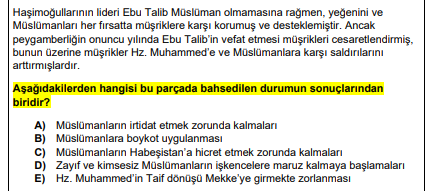 Haşimoğullarının lideri Ebu Talib Müslüman olmamasına rağmen, yeğenini ve
Müslümanları her fırsatta müşriklere karşı korumuş ve desteklemiştir. Ancak
peygamberliğin onuncu yılında Ebu Talib'in vefat etmesi müşrikleri cesaretlendirmiş,
bunun üzerine müşrikler Hz. Muhammed'e ve Müslümanlara karşı saldırılarını
arttırmışlardır.
Aşağıdakilerden hangisi bu parçada bahsedilen durumun sonuçlarından
biridir?
A) Müslümanların irtidat etmek zorunda kalmaları
B) Müslümanlara boykot uygulanması
C) Müslümanların Habeşistan'a hicret etmek zorunda kalmaları
D) Zayıf ve kimsesiz Müslümanların işkencelere maruz kalmaya başlamaları
E) Hz. Muhammed'in Taif dönüşü Mekke'ye girmekte zorlanması